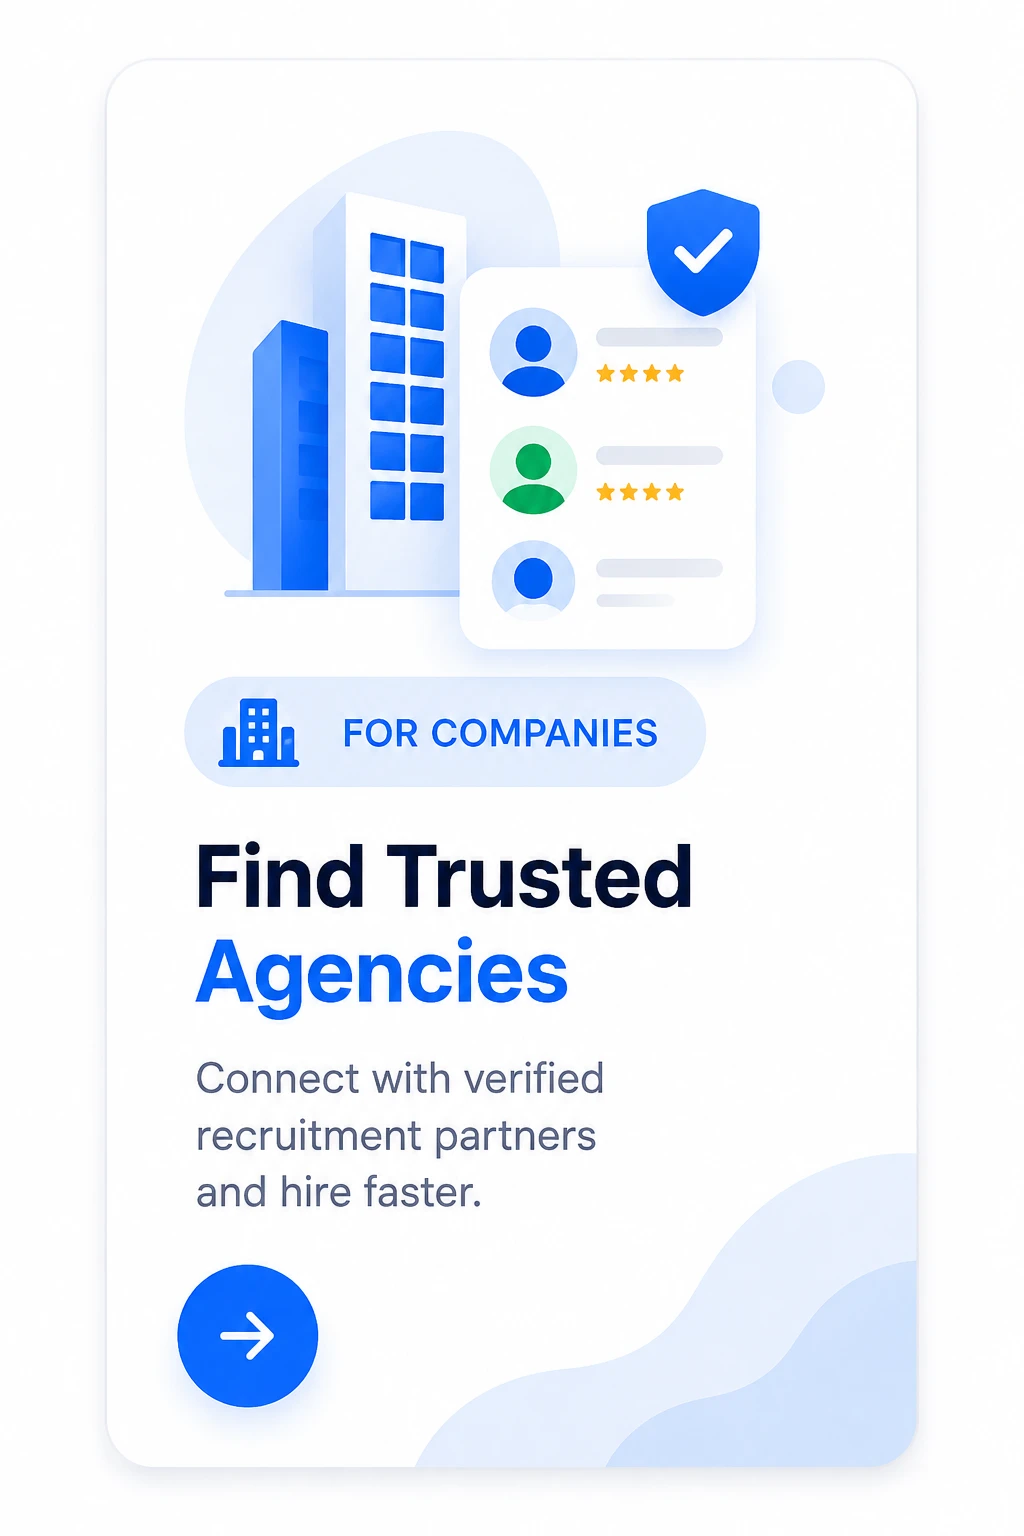 FOR COMPANIES
Find Trusted
Agencies
Connect with verified
recruitment partners
and hire faster.